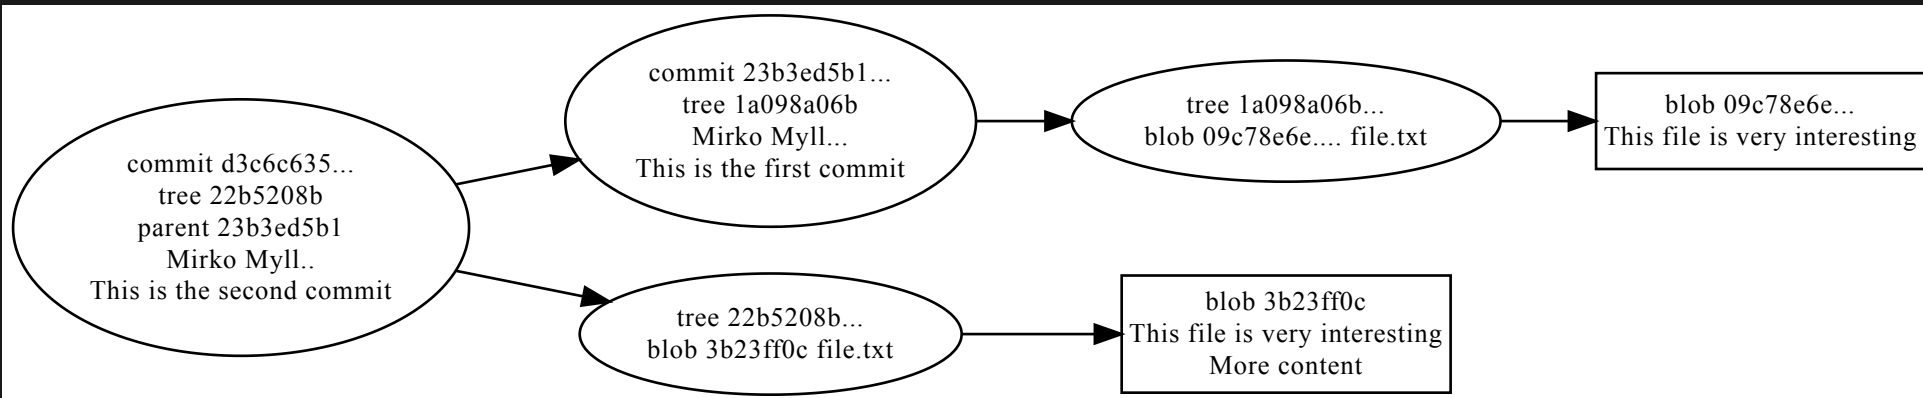 commit d3c6c635...
tree 22b5208b
parent 23b3ed5b1
Mirko Myll..
This is the second commit
commit 23b3ed5b1...
tree 1a098a06b
Mirko Myll...
This is the first commit
tree 1a098a06b...
blob 09c78e6e.... file.txt
blob 09c78e6e...
This file is very interesting
tree 22b5208b...
blob 3b23ff0c file.txt
blob 3b23ff0c
This file is very interesting
More content